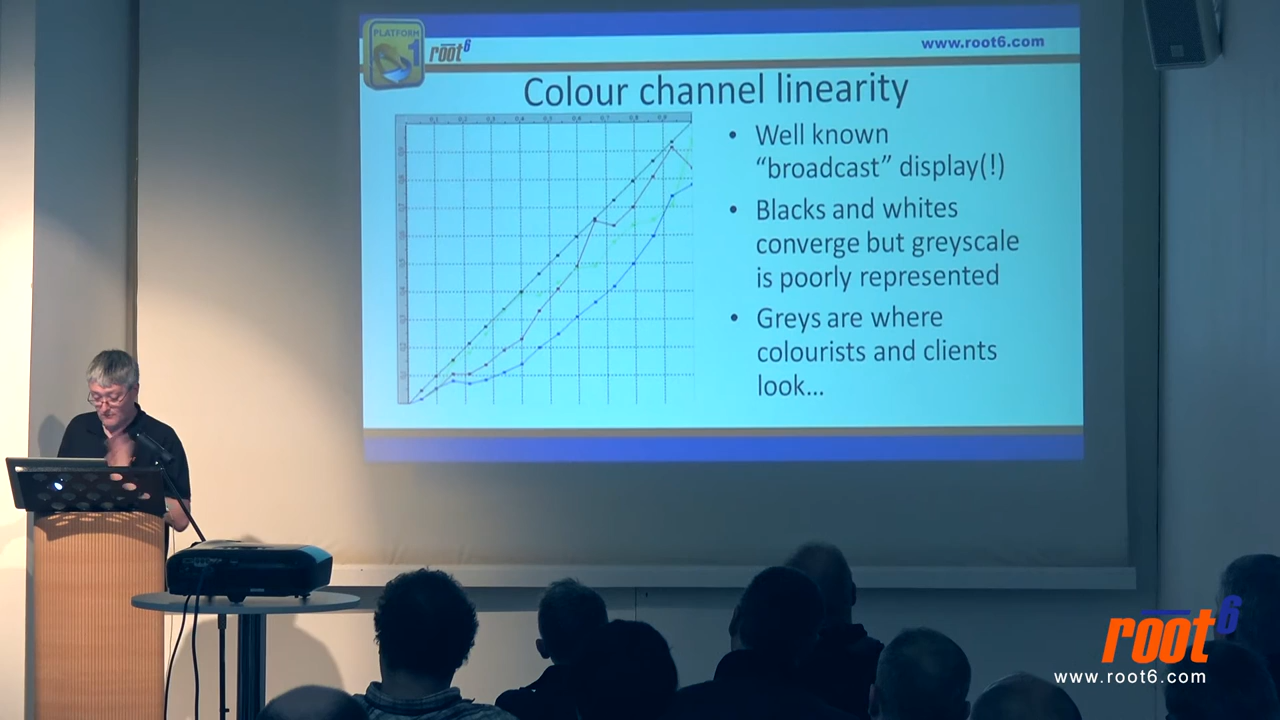 PLATFORM
1
root6
www.root6.com
Colour channel linearity
• Well known
“broadcast” display(!)
• Blacks and whites
converge but greyscale
is poorly represented
• Greys are where
colourists and clients
look...
root6
www.root6.com